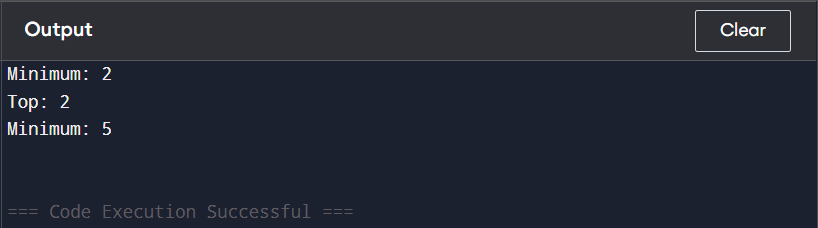 Output
Clear
Minimum: 2
Top: 2
Minimum: 5
=== Code Execution Successful ===